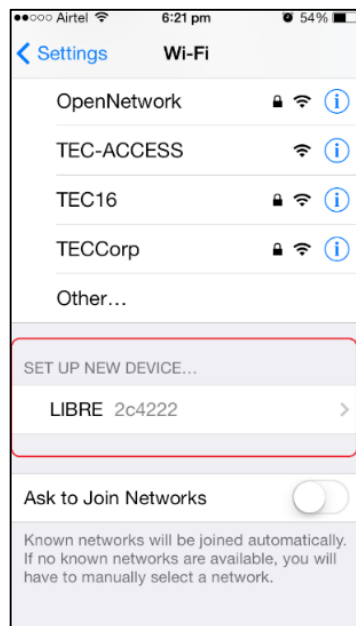 Airtel 6:21 pm 54%
Settings Wi-Fi
OpenNetwork
TEC-ACCESS
TEC16
TECCorp
Other...
SET UP NEW DEVICE...
LIBRE 2c4222
Ask to Join Networks
Known networks will be joined automatically.
If no known networks are available, you will
have to manually select a network.